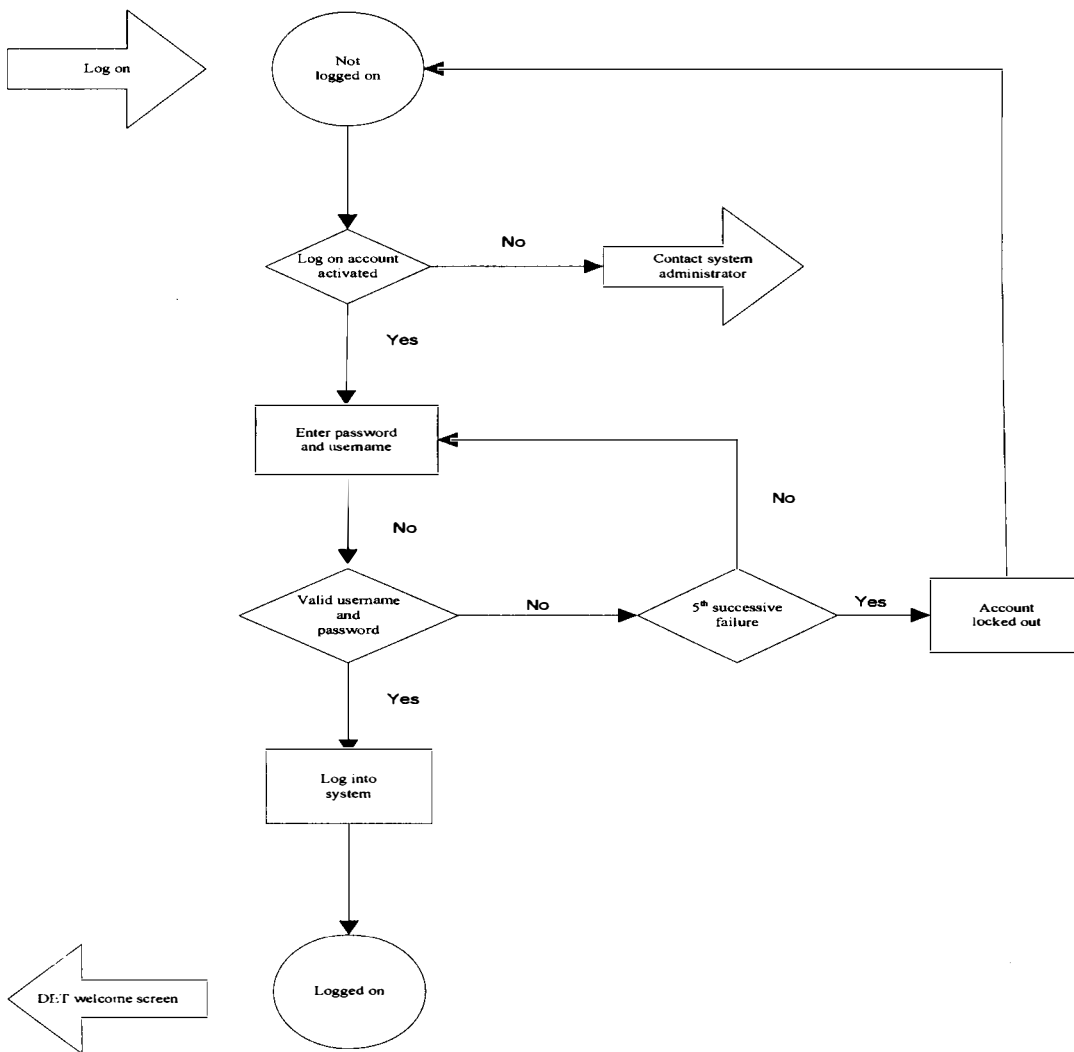 Log on
Not
logged on
Log on account
activated
No
Contact system
administrator
Yes
Enter password
and username
No
No
Valid username
and
password
No
5th successive
failure
Yes
Account
locked out
Yes
Log into
system
Logged on
DET welcome screen